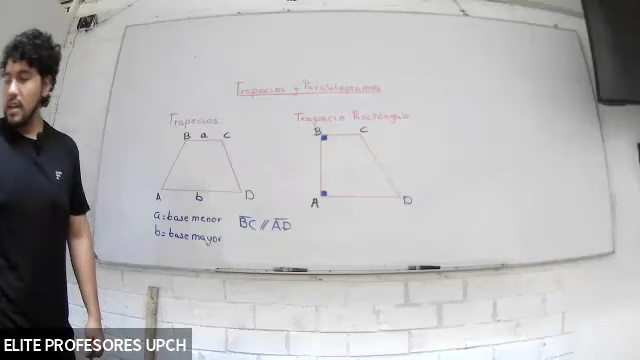 Trapecios y Paralelogramos
Trapecios:
Trapecio Rectángulo
B a C
B C
A b D
A D
a = base menor
b = base mayor
BC // AD
ELITE PROFESORES UPCH